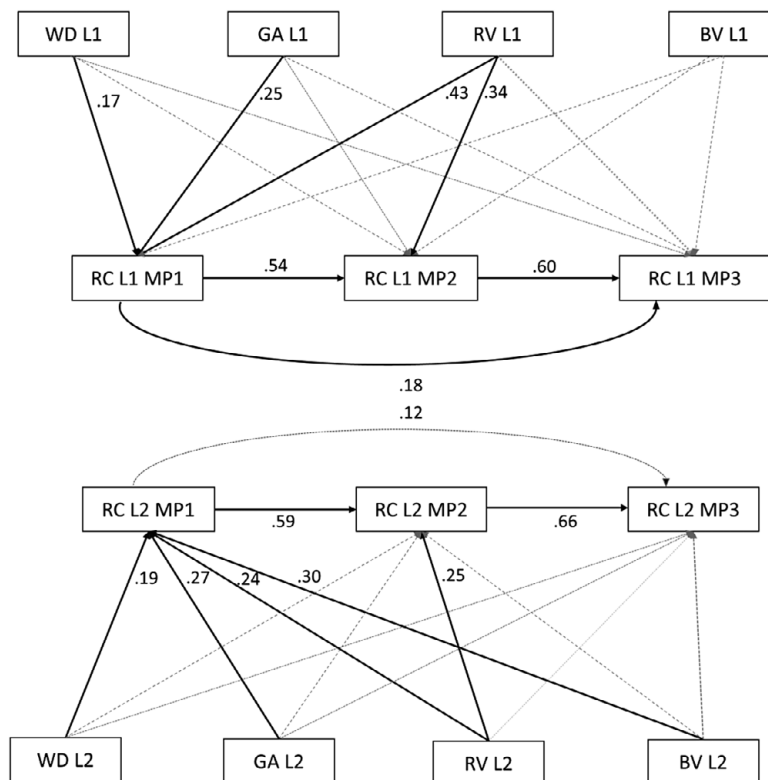 WD L1 GA L1 RV L1 BV L1
.17 .25 .43 .34
RC L1 MP1 .54 RC L1 MP2 .60 RC L1 MP3
.18
.12
RC L2 MP1 .59 RC L2 MP2 .66 RC L2 MP3
.19 .27 .24 .30 .25
WD L2 GA L2 RV L2 BV L2